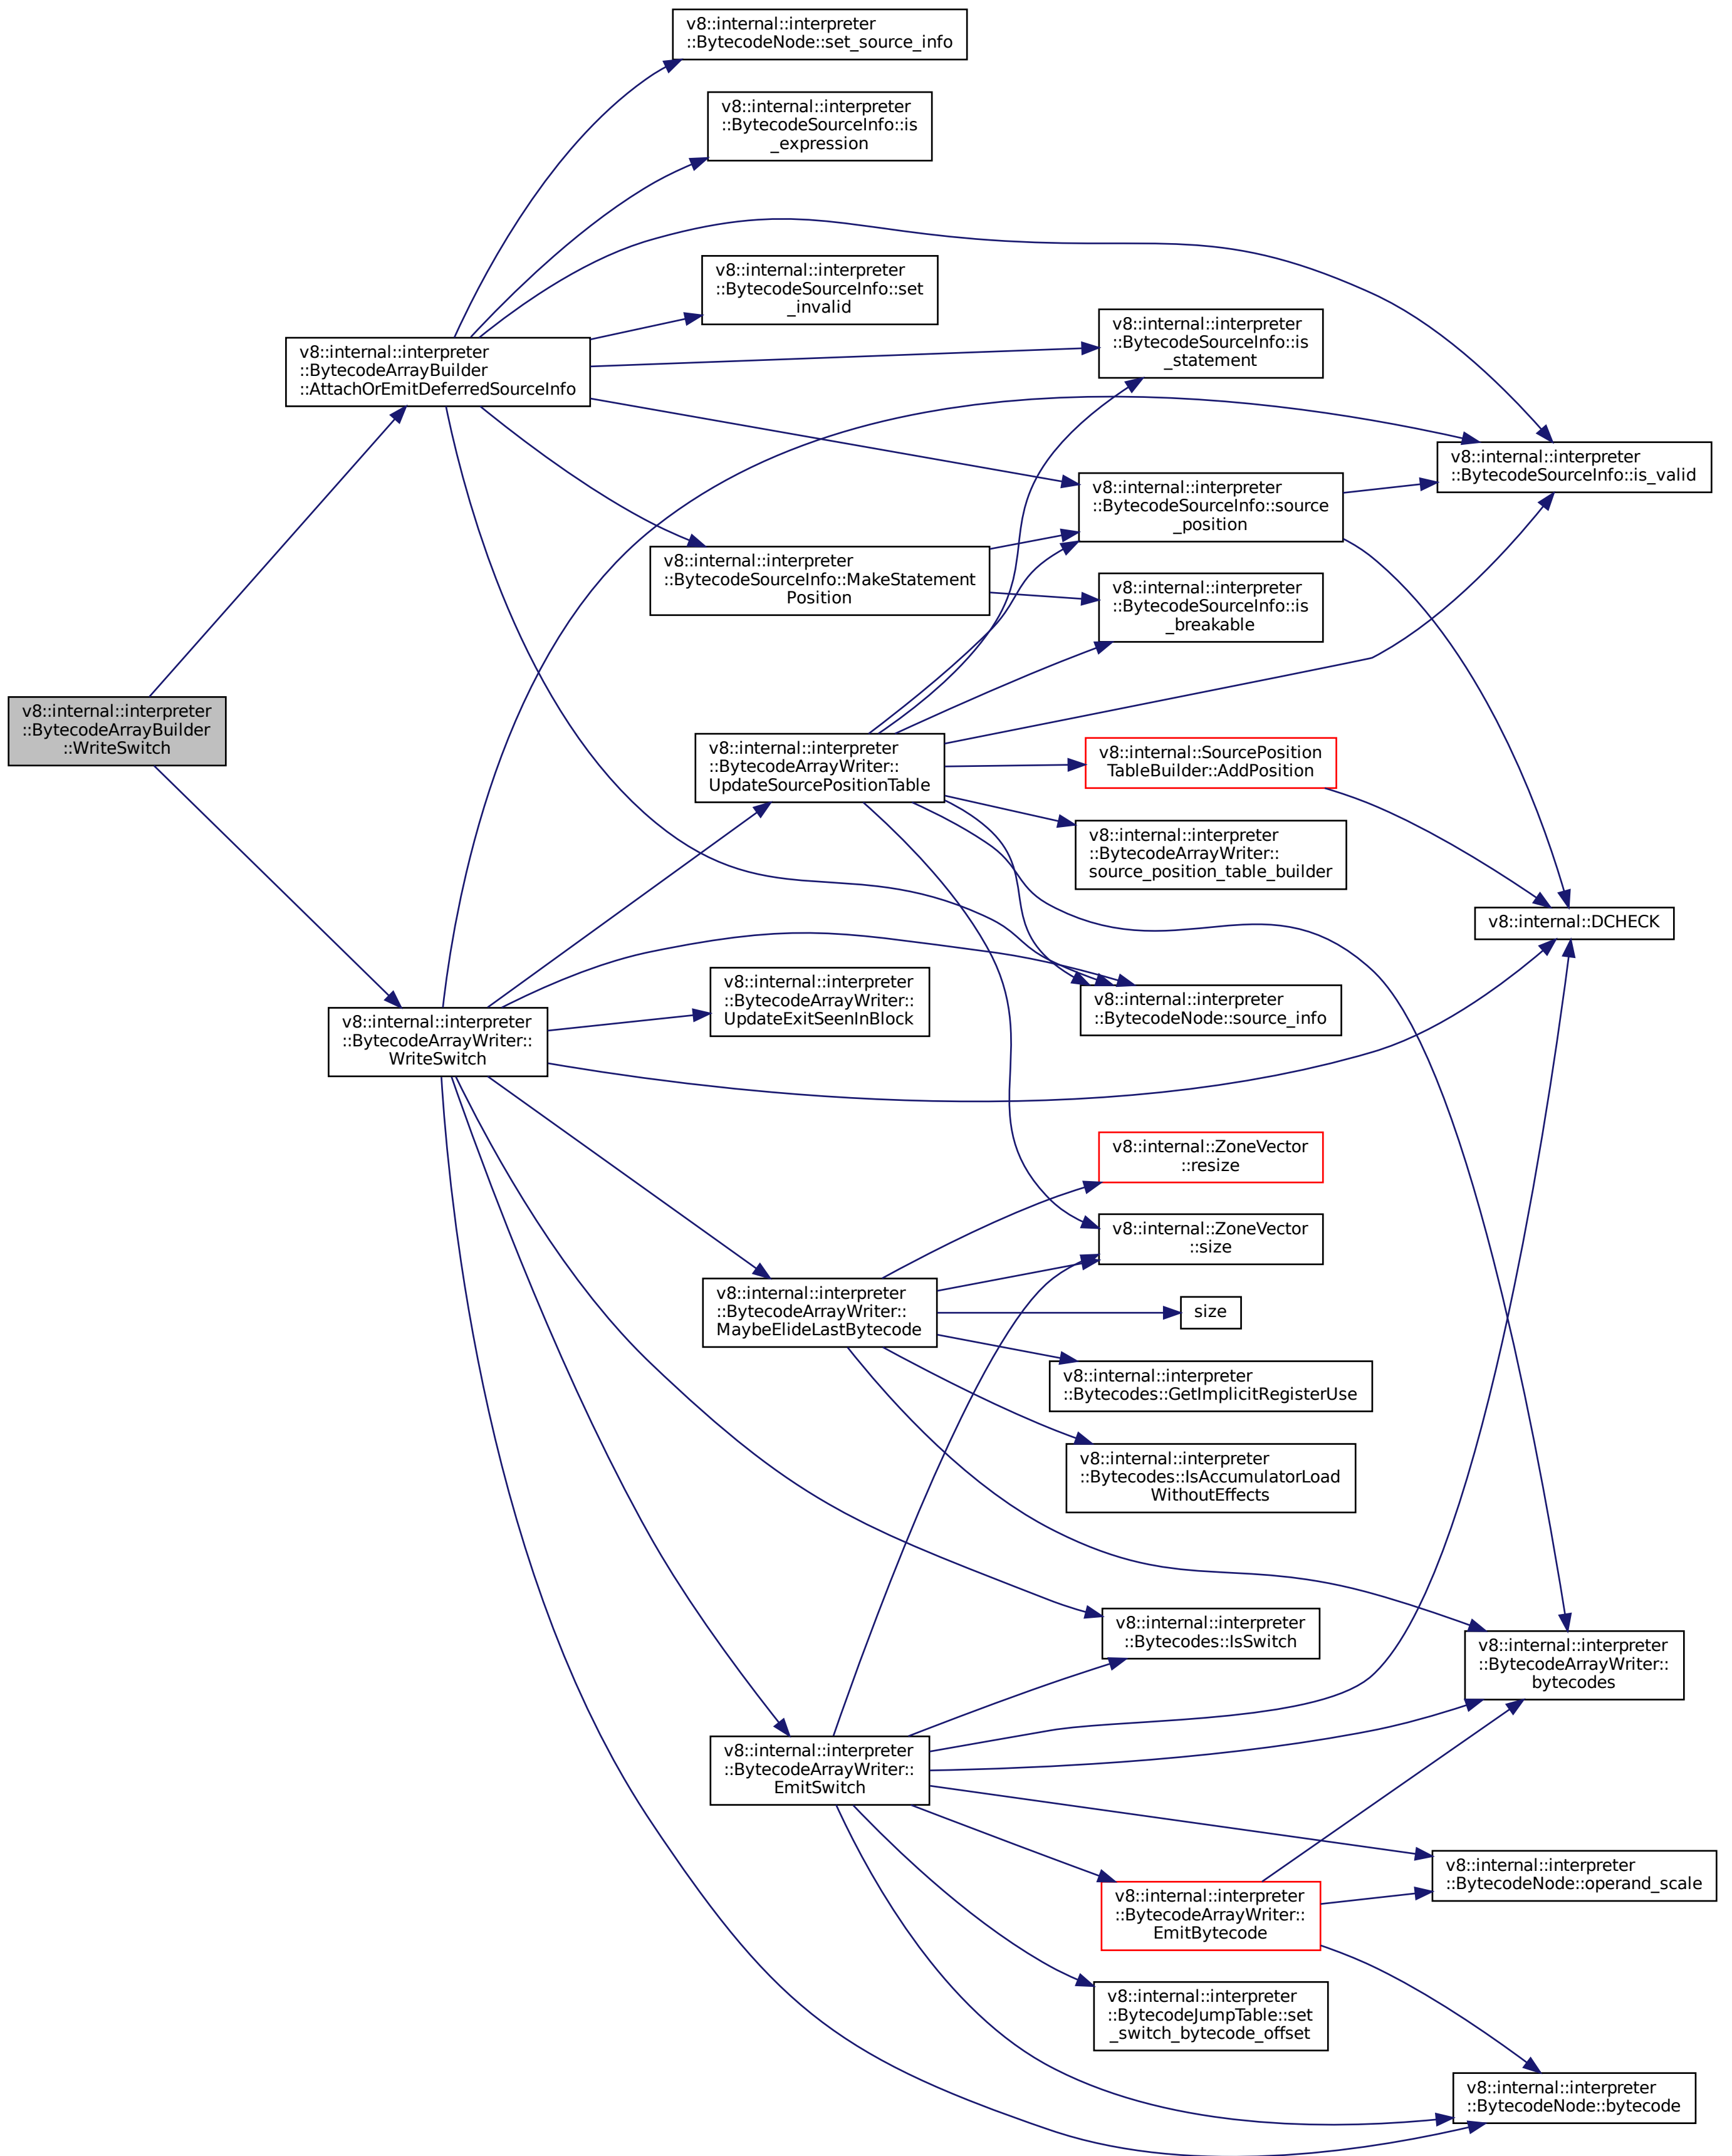 v8::internal::interpreter
::BytecodeNode::set_source_info
v8::internal::interpreter
::BytecodeSourceInfo::is
_expression
v8::internal::interpreter
::BytecodeSourceInfo::set
_invalid
v8::internal::interpreter
::BytecodeSourceInfo::is
_statement
v8::internal::interpreter
::BytecodeArrayBuilder
::AttachOrEmitDeferredSourceInfo
v8::internal::interpreter
::BytecodeSourceInfo::is_valid
v8::internal::interpreter
::BytecodeSourceInfo::source
_position
v8::internal::interpreter
::BytecodeSourceInfo::MakeStatement
Position
v8::internal::interpreter
::BytecodeSourceInfo::is
_breakable
v8::internal::interpreter
::BytecodeArrayBuilder
::WriteSwitch
v8::internal::interpreter
::BytecodeArrayWriter::
UpdateSourcePositionTable
v8::internal::SourcePosition
TableBuilder::AddPosition
v8::internal::interpreter
::BytecodeArrayWriter::
source_position_table_builder
v8::internal::DCHECK
v8::internal::interpreter
::BytecodeArrayWriter::
UpdateExitSeenInBlock
v8::internal::interpreter
::BytecodeNode::source_info
v8::internal::interpreter
::BytecodeArrayWriter::
WriteSwitch
v8::internal::ZoneVector
::resize
v8::internal::ZoneVector
::size
v8::internal::interpreter
::BytecodeArrayWriter::
MaybeElideLastBytecode
size
v8::internal::interpreter
::Bytecodes::GetImplicitRegisterUse
v8::internal::interpreter
::Bytecodes::IsAccumulatorLoad
WithoutEffects
v8::internal::interpreter
::Bytecodes::IsSwitch
v8::internal::interpreter
::BytecodeArrayWriter::
bytecodes
v8::internal::interpreter
::BytecodeArrayWriter::
EmitSwitch
v8::internal::interpreter
::BytecodeNode::operand_scale
v8::internal::interpreter
::BytecodeArrayWriter::
EmitBytecode
v8::internal::interpreter
::BytecodeJumpTable::set
_switch_bytecode_offset
v8::internal::interpreter
::BytecodeNode::bytecode